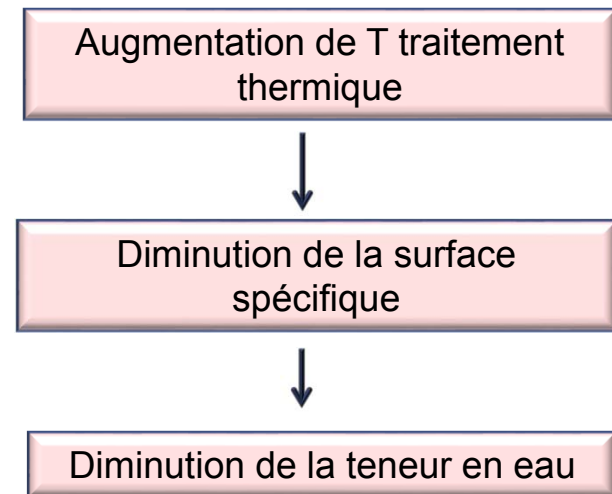 Augmentation de T traitement
thermique
Diminution de la surface
spécifique
Diminution de la teneur en eau